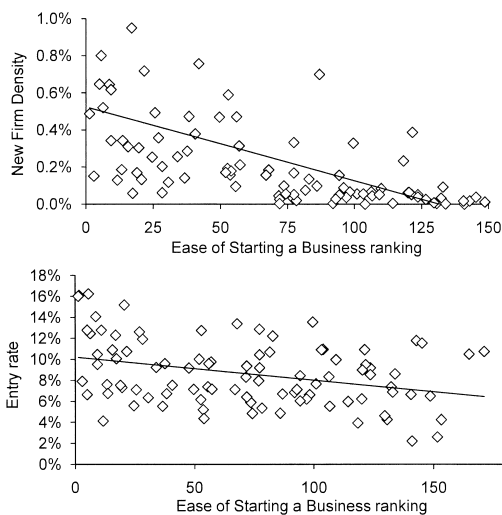 1.0%
0.8%
0.6%
0.4%
0.2%
0.0%
New Firm Density
0 25 50 75 100 125 150
Ease of Starting a Business ranking
18%
16%
14%
12%
10%
8%
6%
4%
2%
0%
Entry rate
0 50 100 150
Ease of Starting a Business ranking